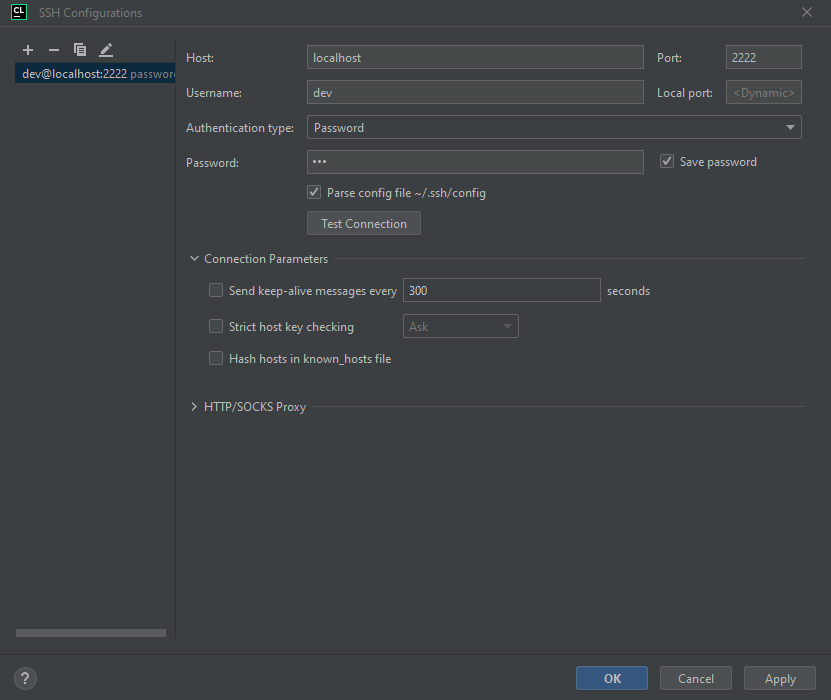 CL SSH Configurations
dev@localhost:2222 password
Host: localhost Port: 2222
Username: dev Local port: <Dynamic>
Authentication type: Password
Password: ••• Save password
Parse config file ~/.ssh/config
Test Connection
Connection Parameters
Send keep-alive messages every 300 seconds
Strict host key checking Ask
Hash hosts in known_hosts file
HTTP/SOCKS Proxy
? OK Cancel Apply